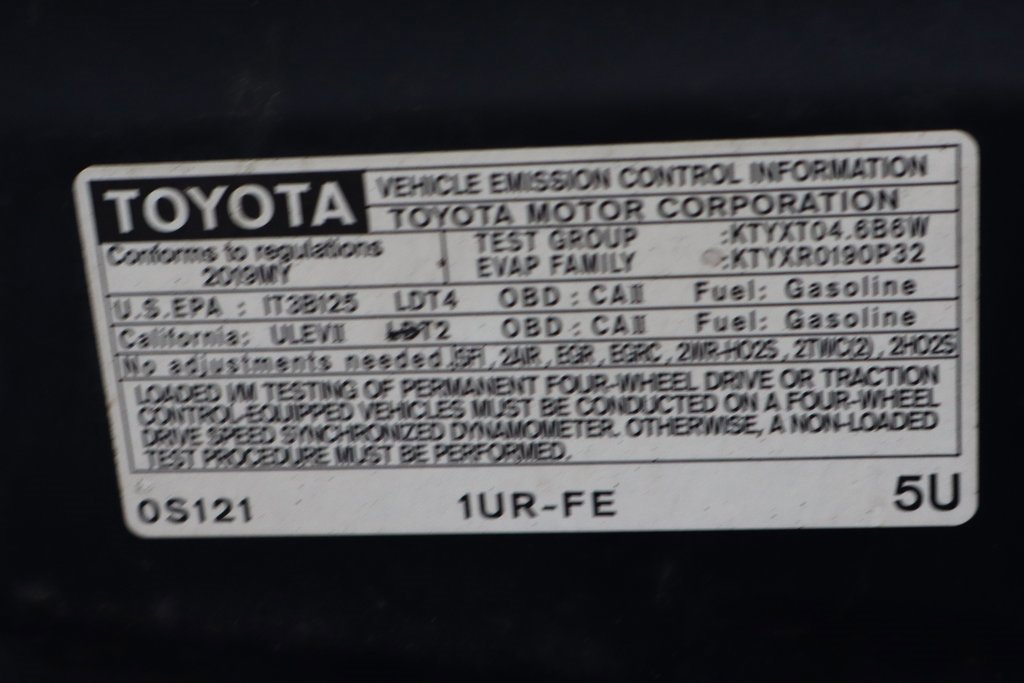 TOYOTA VEHICLE EMISSION CONTROL INFORMATION
TOYOTA MOTOR CORPORATION
Conforms to regulations
2019MY
TEST GROUP :KTYXT04.6B6W
EVAP FAMILY :KTYXR0190P32
U.S.EPA : IT3B125 LDT4 OBD : CAII Fuel: Gasoline
California: ULEVII LDT2 OBD : CAII Fuel: Gasoline
No adjustments needed. SFI, 2AIR, EGR, EGRC, 2WR-HO2S, 2TWC(2), 2HO2S
LOADED I/M TESTING OF PERMANENT FOUR-WHEEL DRIVE OR TRACTION
CONTROL-EQUIPPED VEHICLES MUST BE CONDUCTED ON A FOUR-WHEEL
DRIVE SPEED SYNCHRONIZED DYNAMOMETER. OTHERWISE, A NON-LOADED
TEST PROCEDURE MUST BE PERFORMED.
0S121 1UR-FE 5U